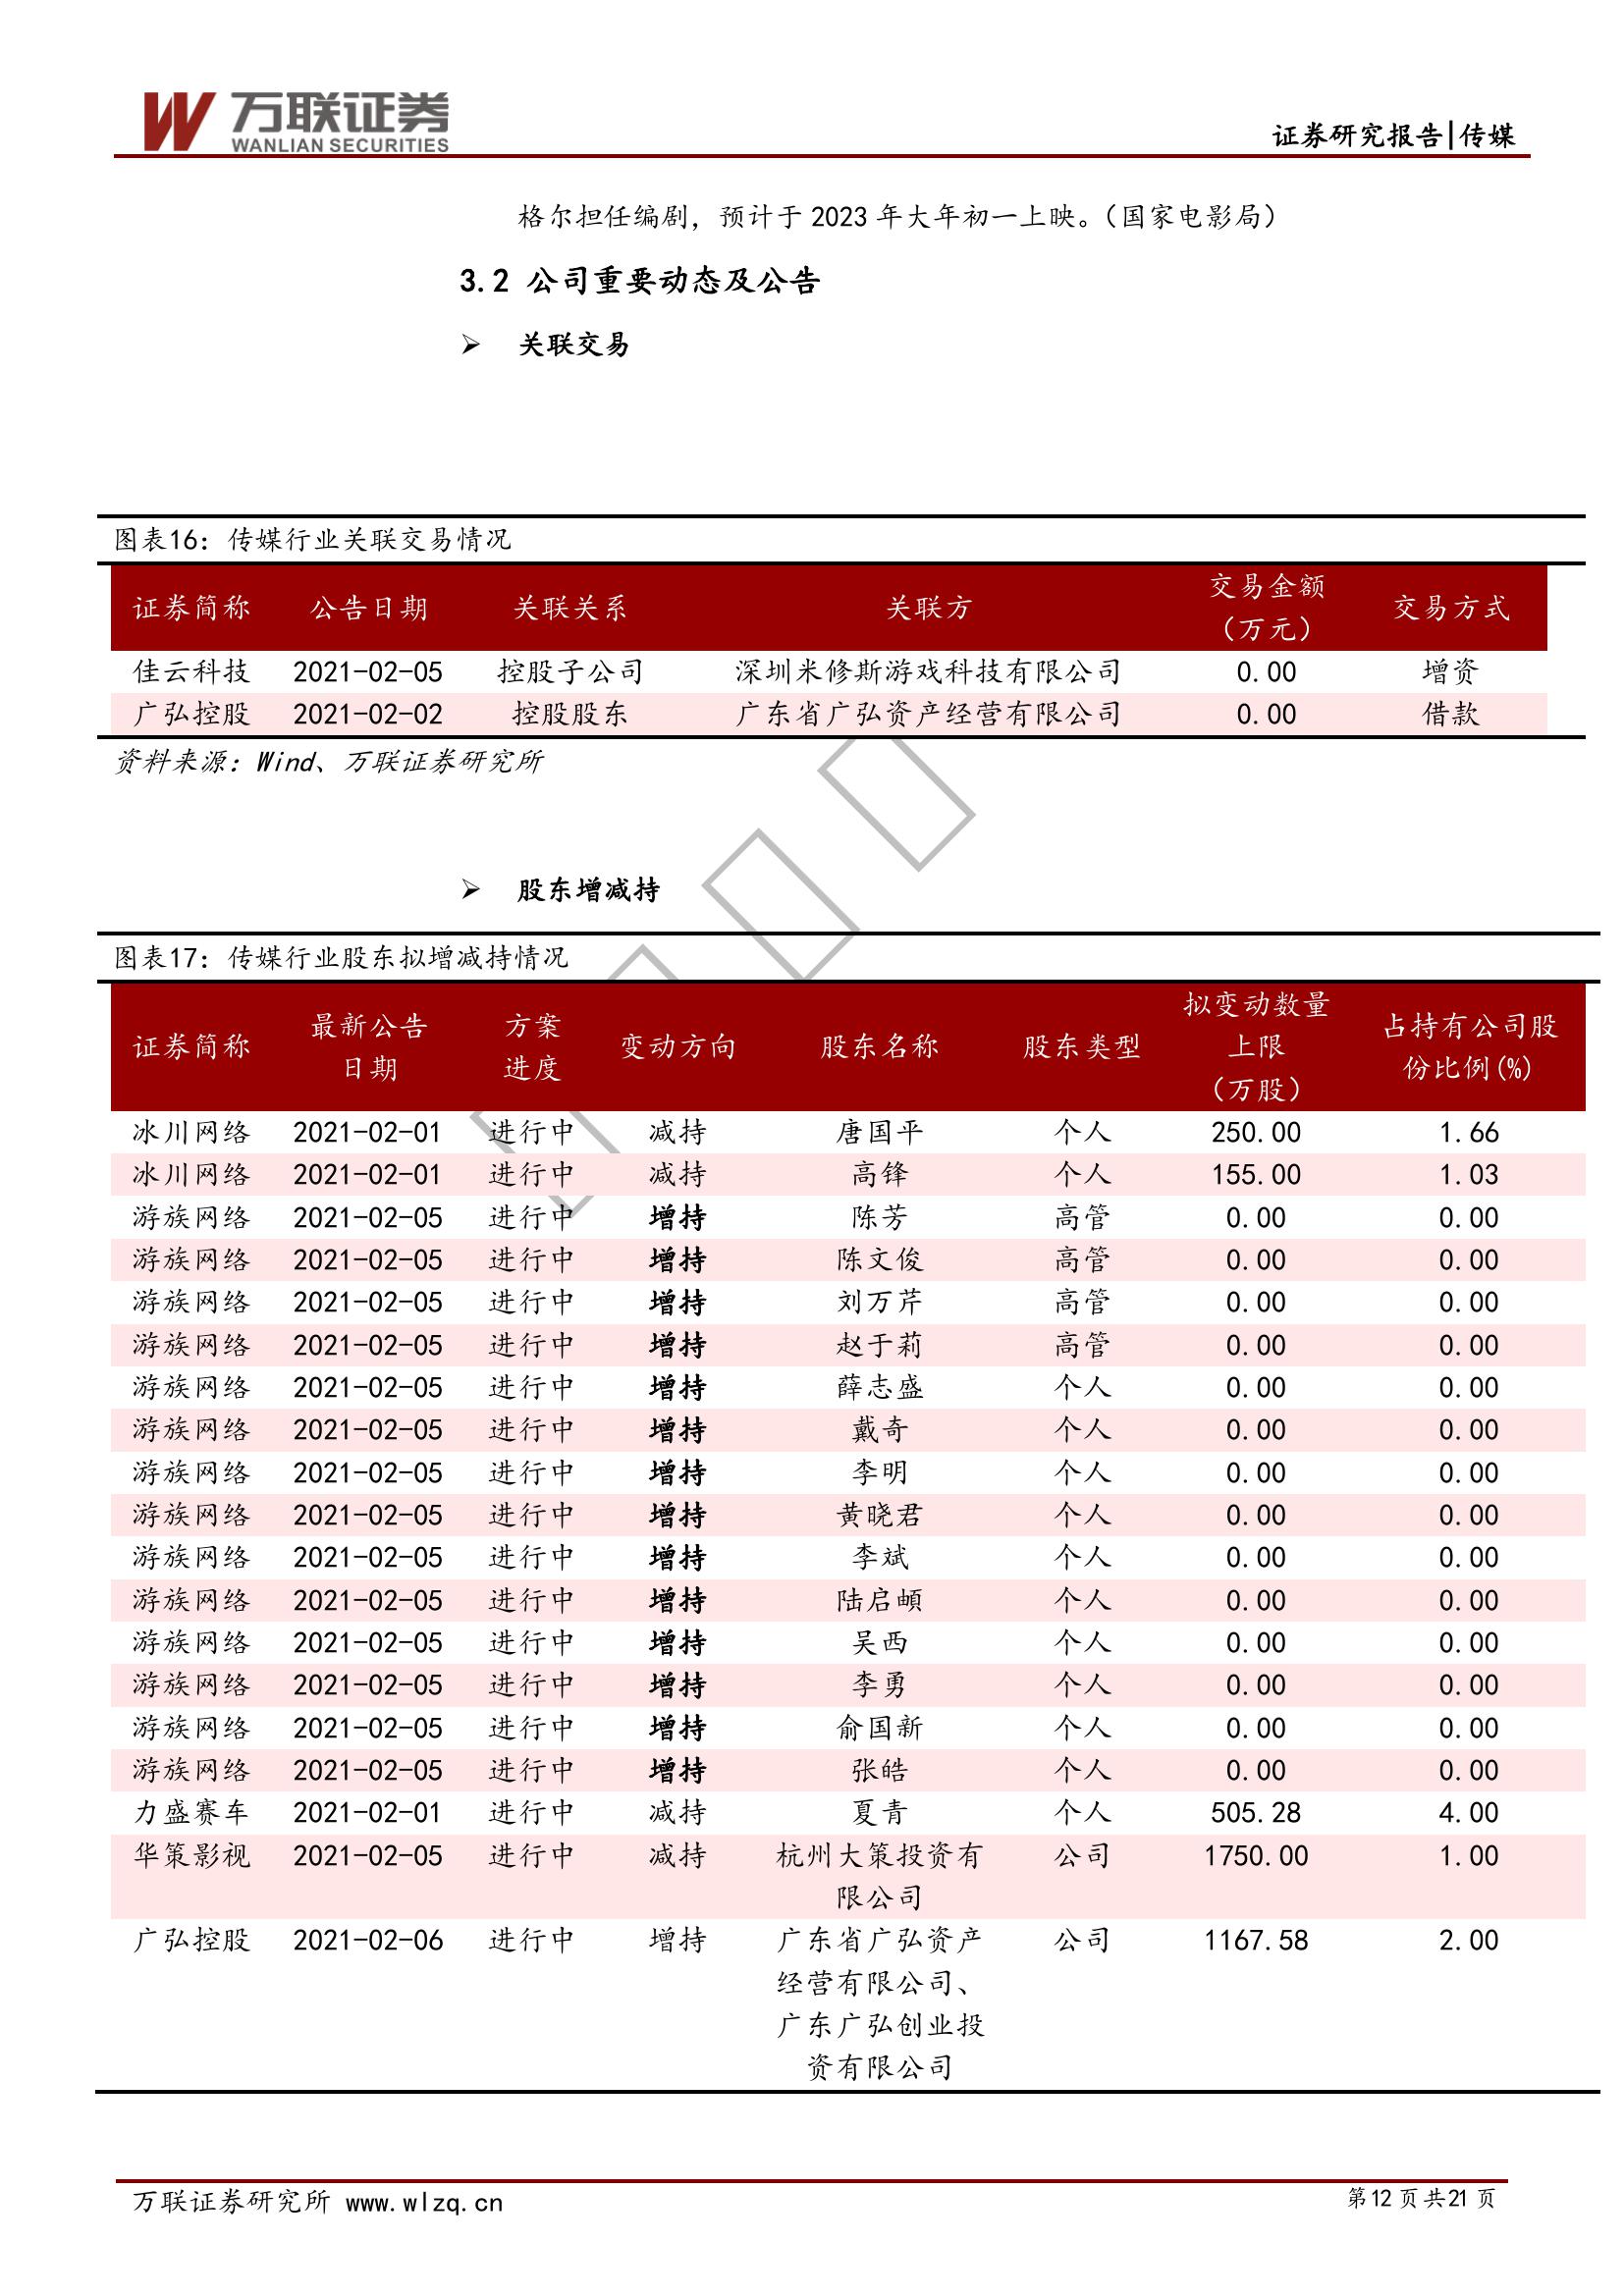 万联证券
WANLIAN SECURITIES
证券研究报告|传媒
格尔担任编剧，预计于 2023 年大年初一上映。（国家电影局）
3.2 公司重要动态及公告
➢ 关联交易
图表16：传媒行业关联交易情况
证券简称 公告日期 关联关系 关联方 交易金额（万元） 交易方式
佳云科技 2021-02-05 控股子公司 深圳米修斯游戏科技有限公司 0.00 增资
广弘控股 2021-02-02 控股股东 广东省广弘资产经营有限公司 0.00 借款
资料来源：Wind、万联证券研究所
➢ 股东增减持
图表17：传媒行业股东拟增减持情况
证券简称 最新公告日期 方案进度 变动方向 股东名称 股东类型 拟变动数量上限（万股） 占持有公司股份比例(%)
冰川网络 2021-02-01 进行中 减持 唐国平 个人 250.00 1.66
冰川网络 2021-02-01 进行中 减持 高锋 个人 155.00 1.03
游族网络 2021-02-05 进行中 增持 陈芳 高管 0.00 0.00
游族网络 2021-02-05 进行中 增持 陈文俊 高管 0.00 0.00
游族网络 2021-02-05 进行中 增持 刘万芹 高管 0.00 0.00
游族网络 2021-02-05 进行中 增持 赵于莉 高管 0.00 0.00
游族网络 2021-02-05 进行中 增持 薛志盛 个人 0.00 0.00
游族网络 2021-02-05 进行中 增持 戴奇 个人 0.00 0.00
游族网络 2021-02-05 进行中 增持 李明 个人 0.00 0.00
游族网络 2021-02-05 进行中 增持 黄晓君 个人 0.00 0.00
游族网络 2021-02-05 进行中 增持 李斌 个人 0.00 0.00
游族网络 2021-02-05 进行中 增持 陆启 个人 0.00 0.00
游族网络 2021-02-05 进行中 增持 吴西 个人 0.00 0.00
游族网络 2021-02-05 进行中 增持 李勇 个人 0.00 0.00
游族网络 2021-02-05 进行中 增持 俞国新 个人 0.00 0.00
游族网络 2021-02-05 进行中 增持 张皓 个人 0.00 0.00
力盛赛车 2021-02-01 进行中 减持 夏青 个人 505.28 4.00
华策影视 2021-02-05 进行中 减持 杭州大策投资有 公司 1750.00 1.00
限公司
广弘控股 2021-02-06 进行中 增持 广东省广弘资产 公司 1167.58 2.00
经营有限公司、
广东广弘创业投
资有限公司
万联证券研究所 www.wlzq.cn
第12 页 共21 页